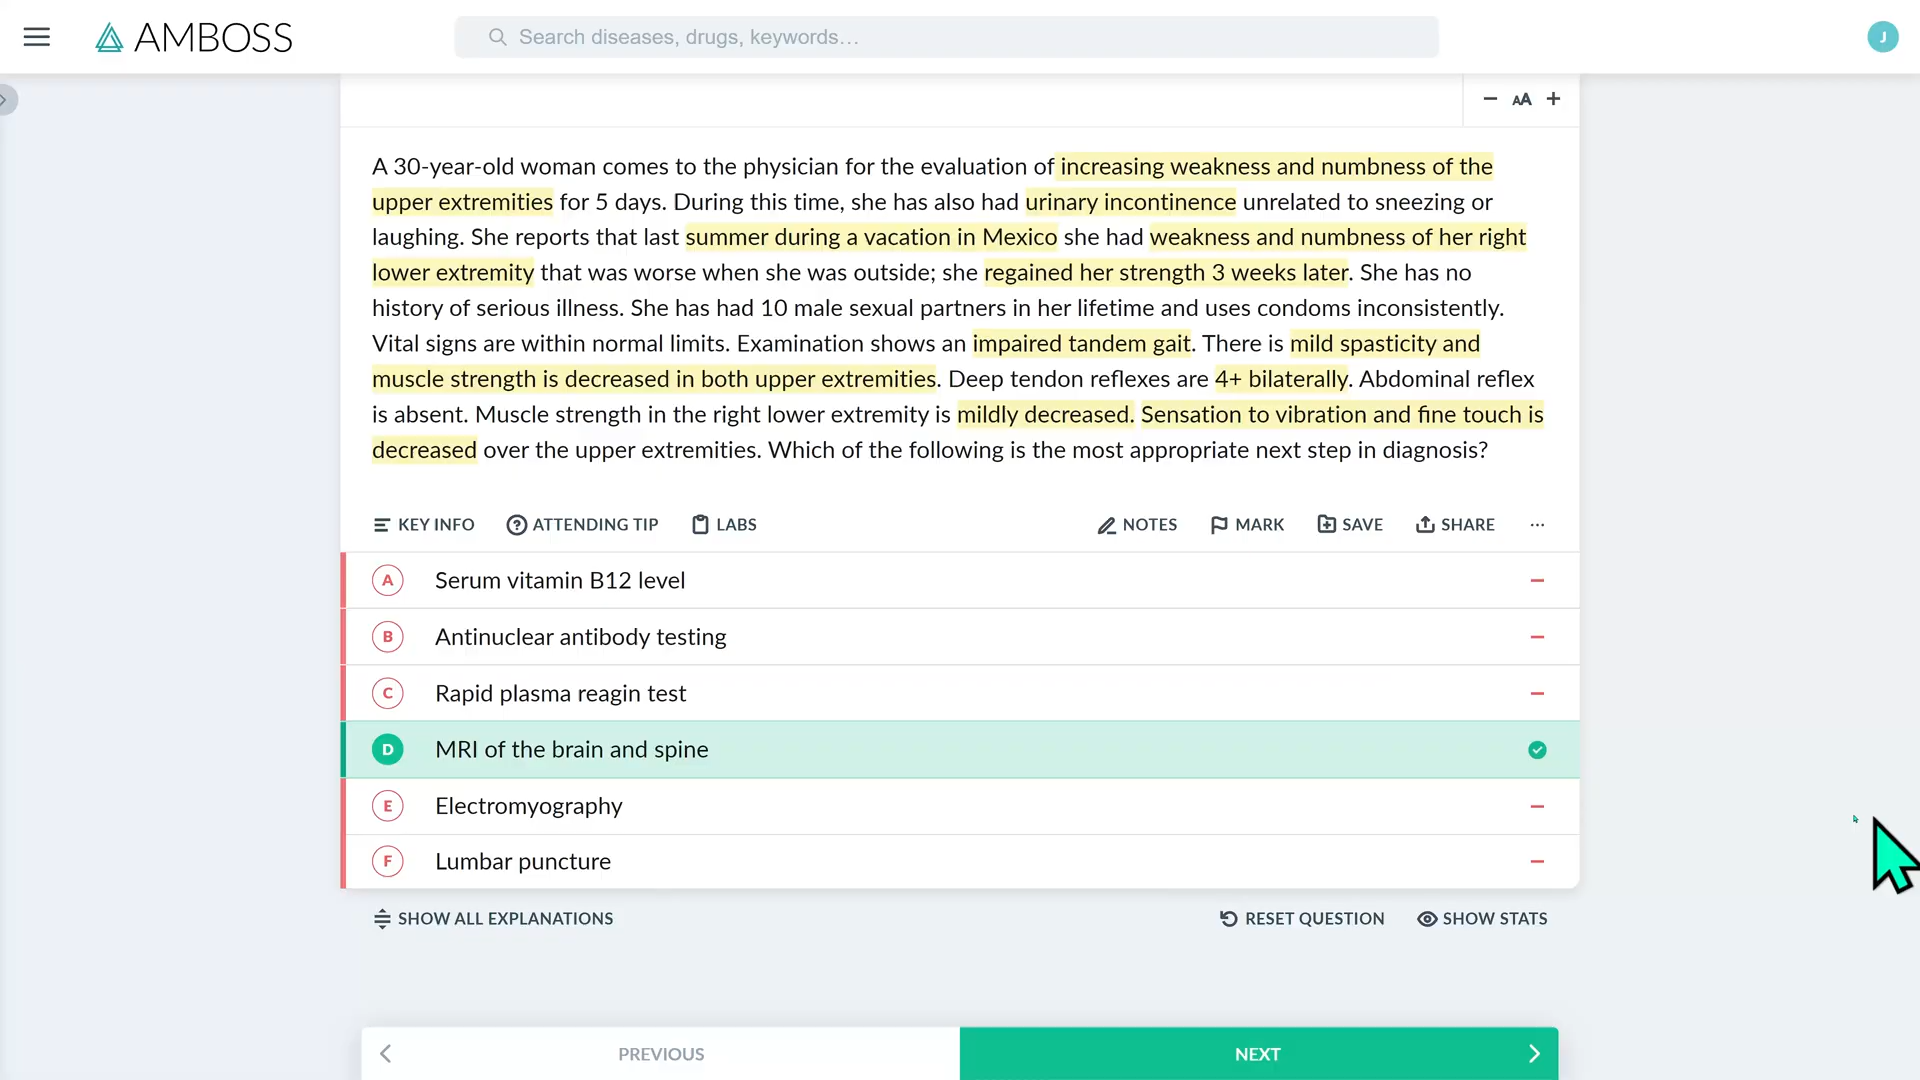 AMBOSS
Search diseases, drugs, keywords...
J
− AA +
A 30-year-old woman comes to the physician for the evaluation of increasing weakness and numbness of the
upper extremities for 5 days. During this time, she has also had urinary incontinence unrelated to sneezing or
laughing. She reports that last summer during a vacation in Mexico she had weakness and numbness of her right
lower extremity that was worse when she was outside; she regained her strength 3 weeks later. She has no
history of serious illness. She has had 10 male sexual partners in her lifetime and uses condoms inconsistently.
Vital signs are within normal limits. Examination shows an impaired tandem gait. There is mild spasticity and
muscle strength is decreased in both upper extremities. Deep tendon reflexes are 4+ bilaterally. Abdominal reflex
is absent. Muscle strength in the right lower extremity is mildly decreased. Sensation to vibration and fine touch is
decreased over the upper extremities. Which of the following is the most appropriate next step in diagnosis?
KEY INFO ATTENDING TIP LABS NOTES MARK SAVE SHARE ...
A Serum vitamin B12 level
B Antinuclear antibody testing
C Rapid plasma reagin test
D MRI of the brain and spine
E Electromyography
F Lumbar puncture
SHOW ALL EXPLANATIONS RESET QUESTION SHOW STATS
PREVIOUS NEXT